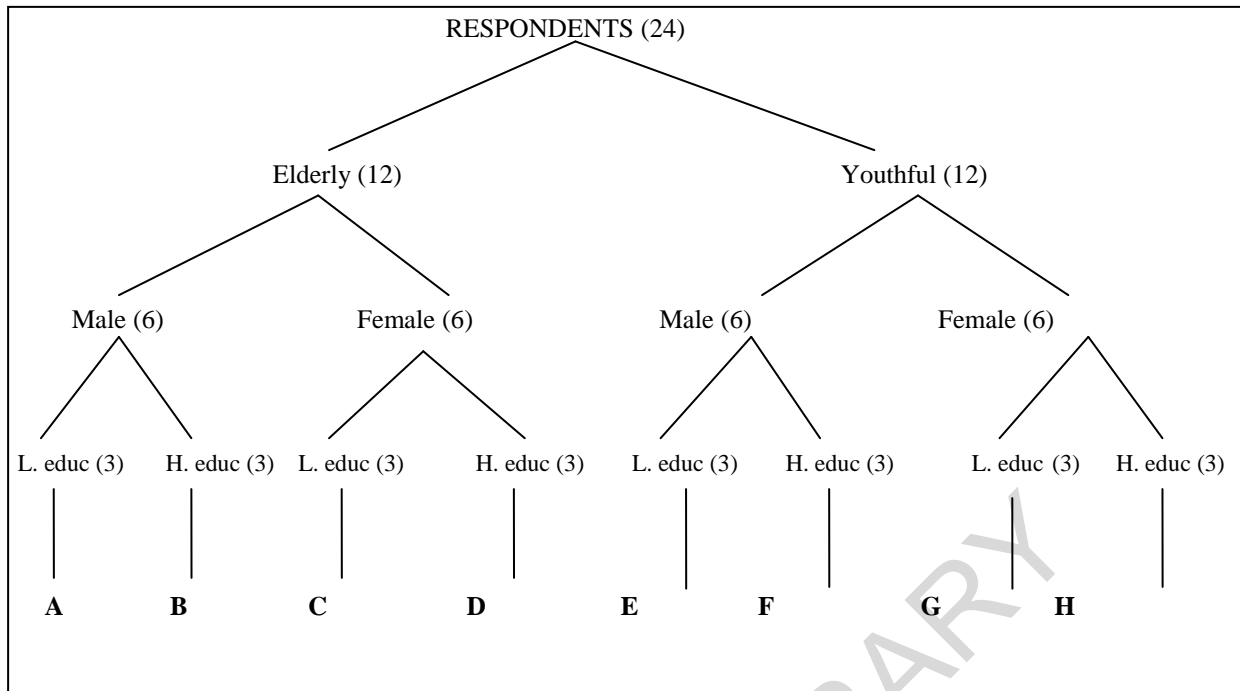 RESPONDENTS (24)
Elderly (12) Youthful (12)
Male (6) Female (6) Male (6) Female (6)
L. educ (3) H. educ (3) L. educ (3) H. educ (3) L. educ (3) H. educ (3) L. educ (3) H. educ (3)
A B C D E F G H
RARY